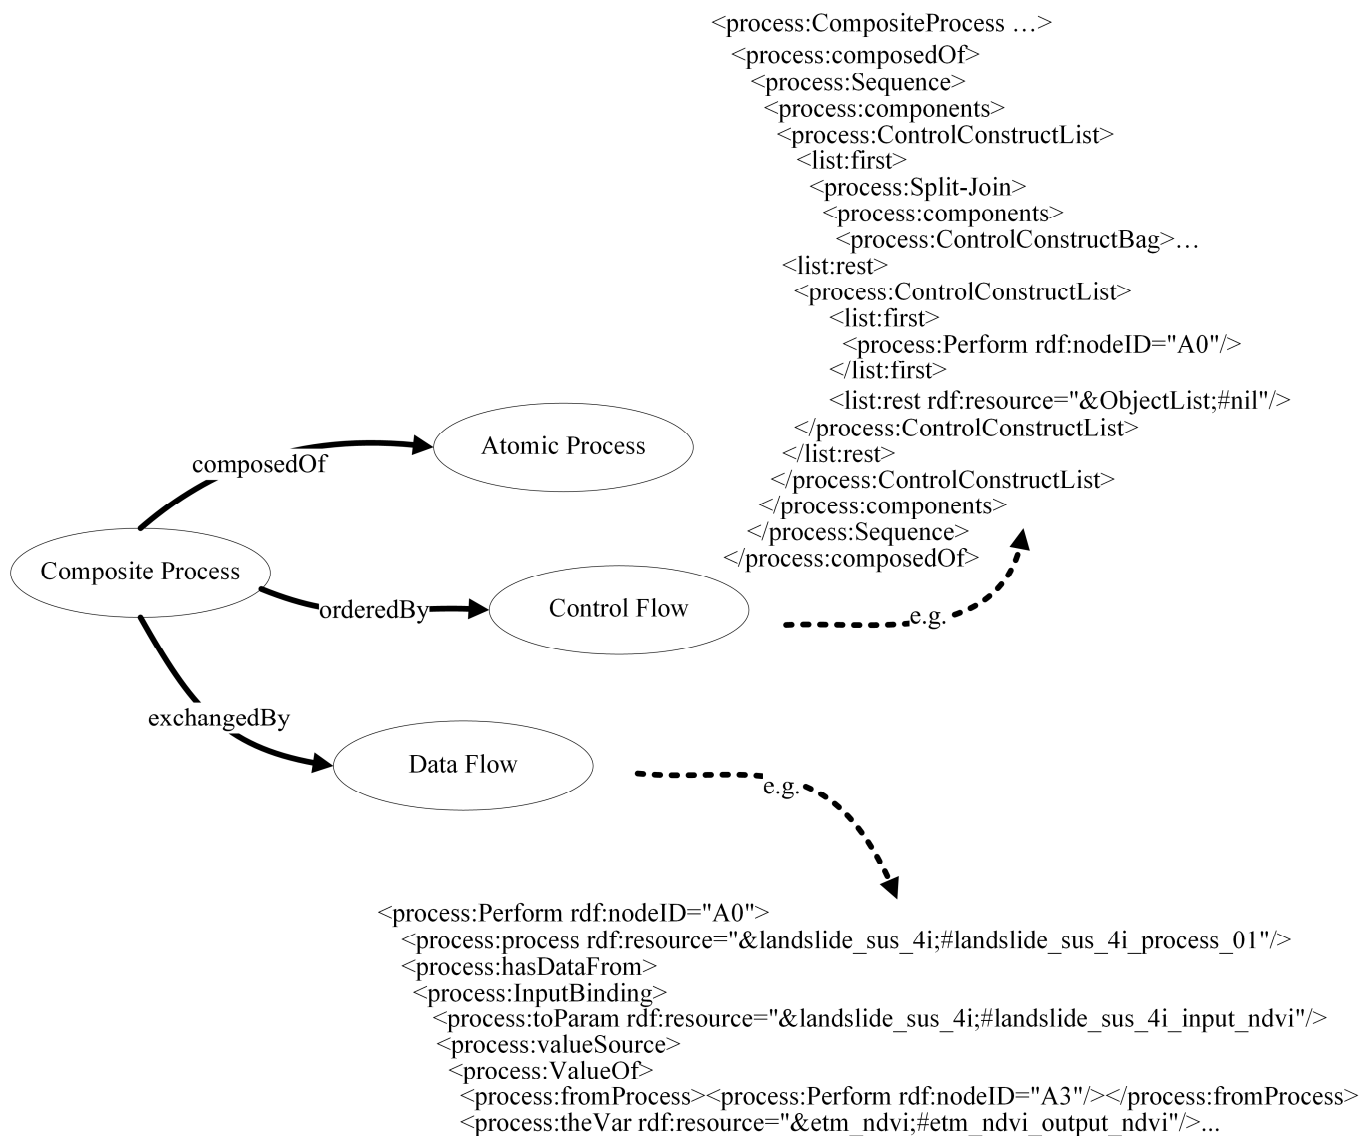 <process:CompositeProcess …>
<process:composedOf>
<process:Sequence>
<process:components>
<process:ControlConstructList>
<list:first>
<process:Split-Join>
<process:components>
<process:ControlConstructBag>…
<list:rest>
<process:ControlConstructList>
<list:first>
<process:Perform rdf:nodeID="A0"/>
</list:first>
<list:rest rdf:resource="&ObjectList;#nil"/>
</process:ControlConstructList>
</list:rest>
</process:ControlConstructList>
</process:components>
</process:Sequence>
</process:composedOf>
composedOf
Atomic Process
Composite Process
orderedBy
Control Flow
e.g.
exchangedBy
Data Flow
e.g.
<process:Perform rdf:nodeID="A0">
<process:process rdf:resource="&landslide_sus_4i;#landslide_sus_4i_process_01"/>
<process:hasDataFrom>
<process:InputBinding>
<process:toParam rdf:resource="&landslide_sus_4i;#landslide_sus_4i_input_ndvi"/>
<process:valueSource>
<process:ValueOf>
<process:fromProcess><process:Perform rdf:nodeID="A3"/></process:fromProcess>
<process:theVar rdf:resource="&etm_ndvi;#etm_ndvi_output_ndvi"/>...